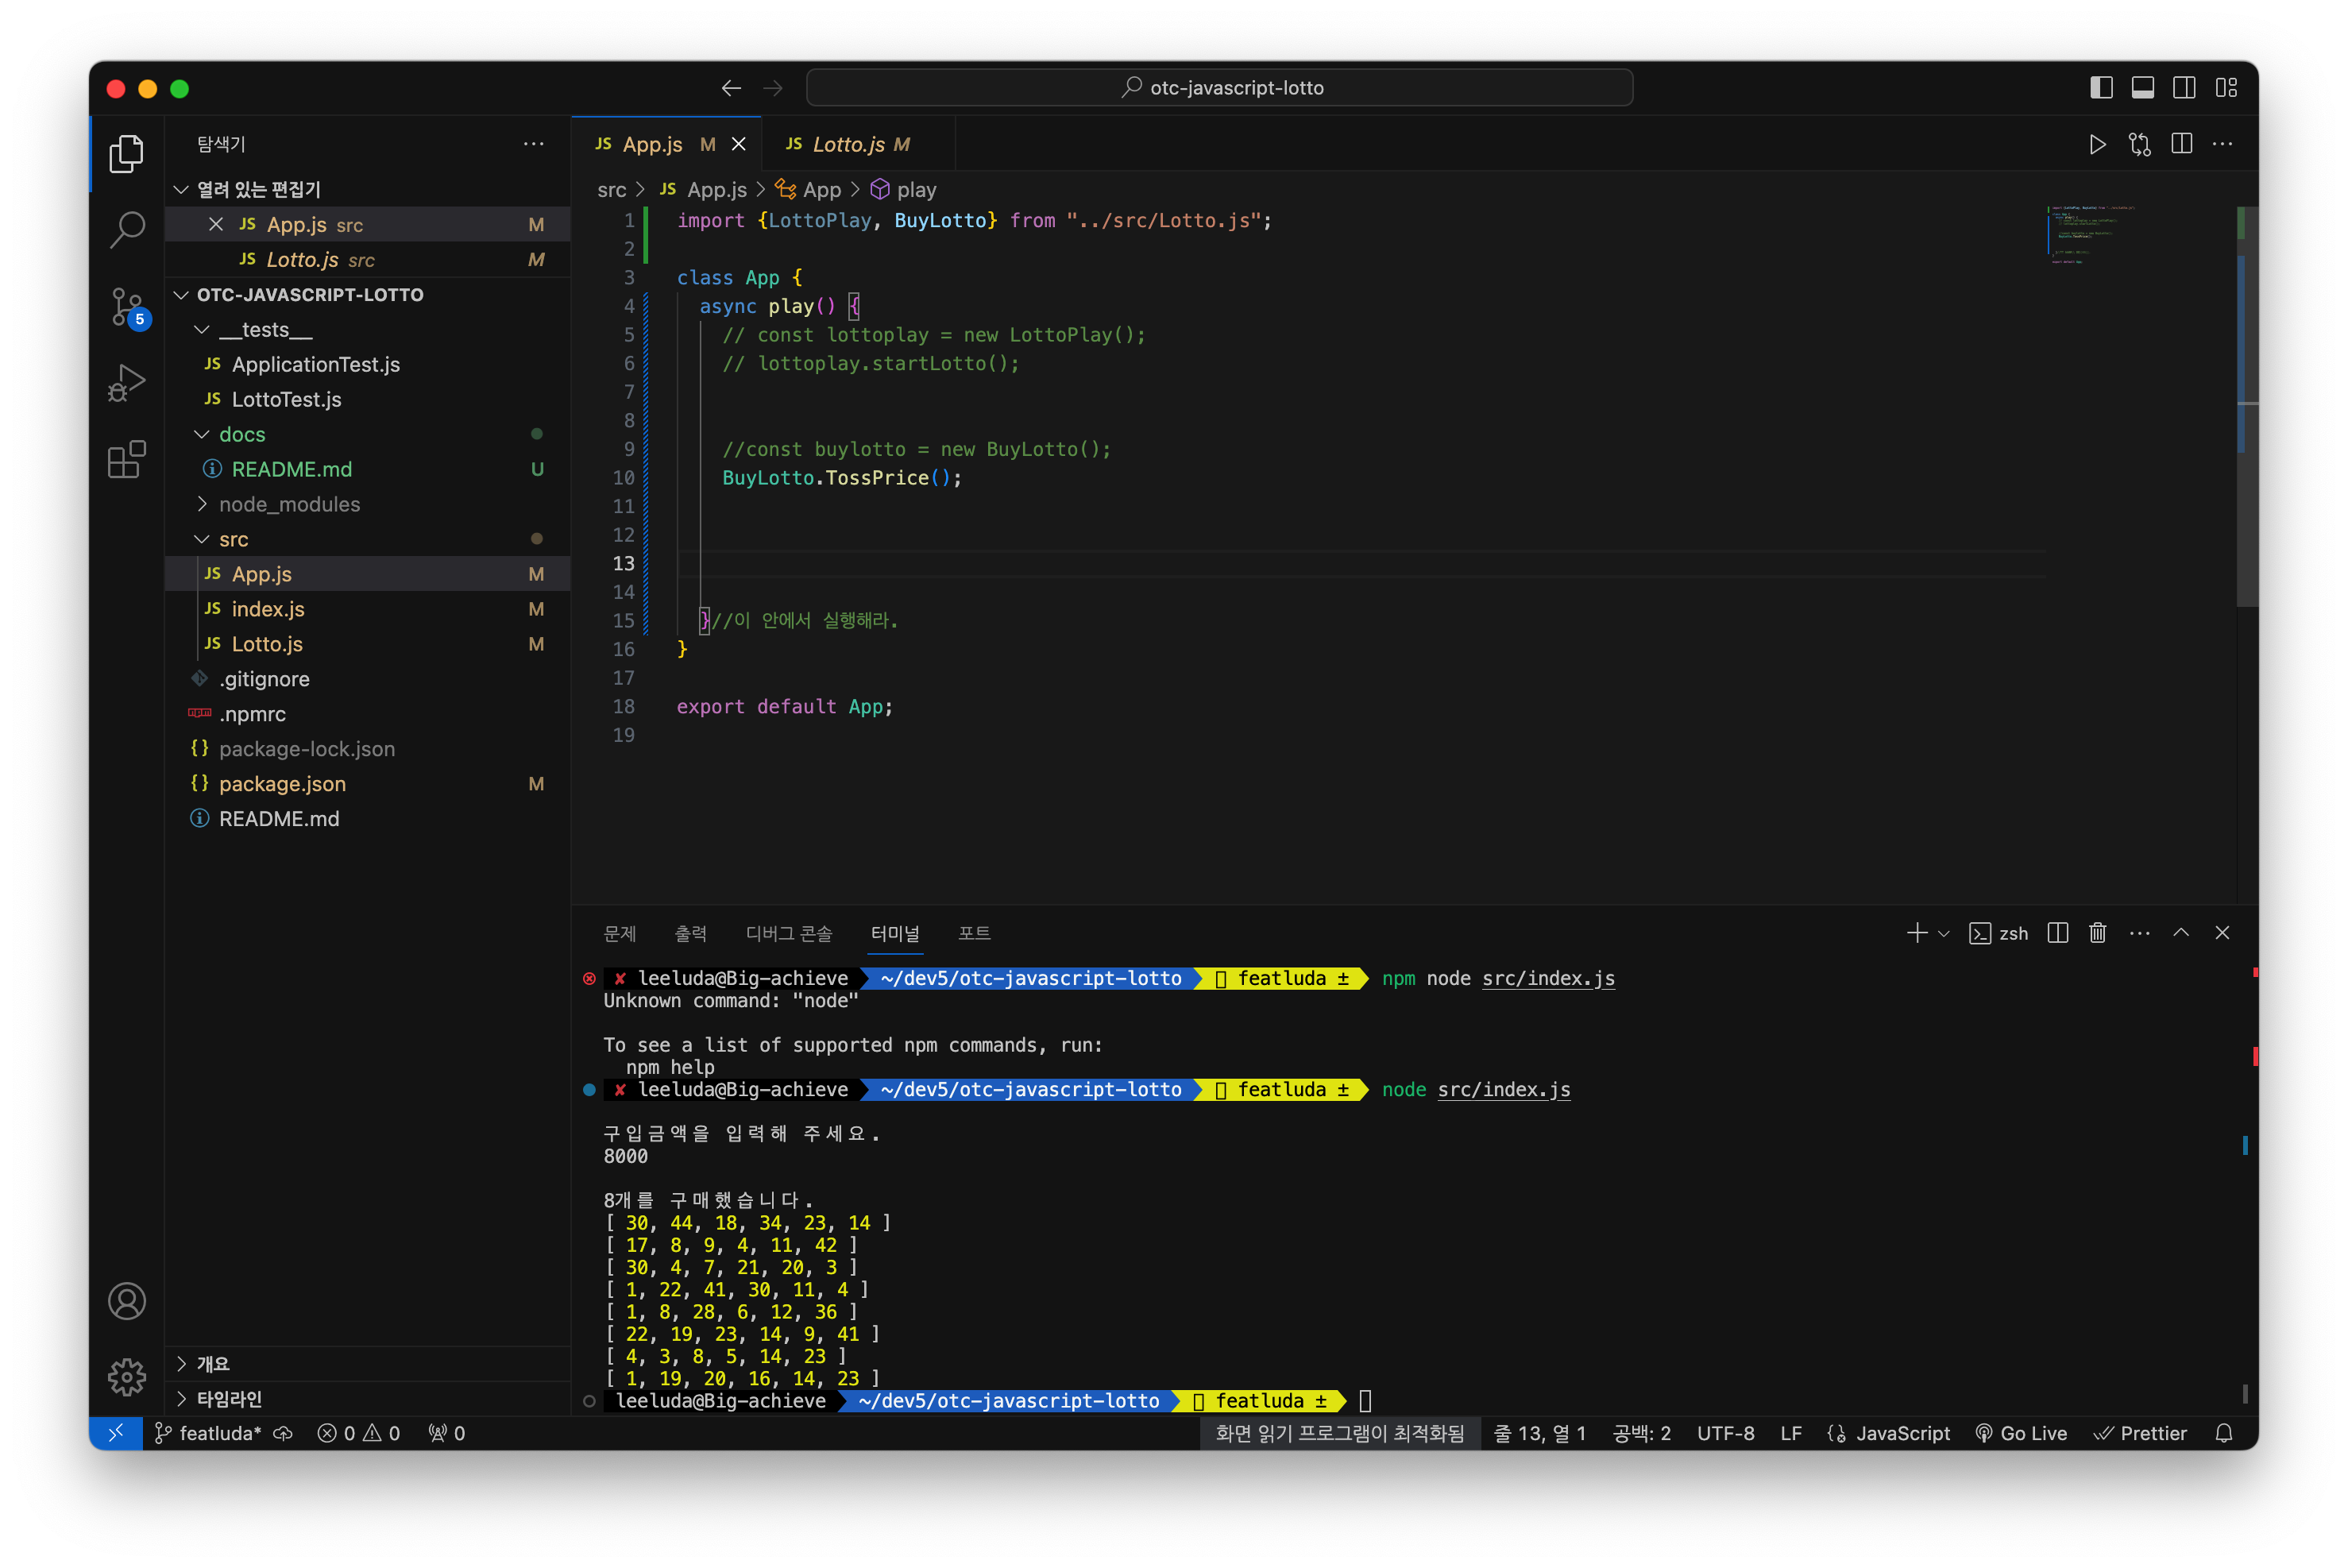 otc-javascript-lotto
탐색기
열려 있는 편집기
JS App.js src M
JS Lotto.js src M
OTC-JAVASCRIPT-LOTTO
__tests__
JS ApplicationTest.js
JS LottoTest.js
docs
README.md U
node_modules
src
JS App.js M
JS index.js M
JS Lotto.js M
.gitignore
.npmrc
{} package-lock.json
{} package.json M
README.md
개요
타임라인
5
JS App.js M
JS Lotto.js M
src > JS App.js > App > play
1 import {LottoPlay, BuyLotto} from "../src/Lotto.js";
2
3 class App {
4 async play() {
5 // const lottoplay = new LottoPlay();
6 // lottoplay.startLotto();
7
8
9 //const buylotto = new BuyLotto();
10 BuyLotto.TossPrice();
11
12
13
14
15 }//이 안에서 실행해라.
16 }
17
18 export default App;
19
문제 출력 디버그 콘솔 터미널 포트
zsh
✘ leeluda@Big-achieve ~/dev5/otc-javascript-lotto featluda ± npm node src/index.js
Unknown command: "node"
To see a list of supported npm commands, run:
npm help
✘ leeluda@Big-achieve ~/dev5/otc-javascript-lotto featluda ± node src/index.js
구입금액을 입력해 주세요.
8000
8개를 구매했습니다.
[ 30, 44, 18, 34, 23, 14 ]
[ 17, 8, 9, 4, 11, 42 ]
[ 30, 4, 7, 21, 20, 3 ]
[ 1, 22, 41, 30, 11, 4 ]
[ 1, 8, 28, 6, 12, 36 ]
[ 22, 19, 23, 14, 9, 41 ]
[ 4, 3, 8, 5, 14, 23 ]
[ 1, 19, 20, 16, 14, 23 ]
leeluda@Big-achieve ~/dev5/otc-javascript-lotto featluda ±
featluda* 0 0 0 화면 읽기 프로그램이 최적화됨 줄 13, 열 1 공백: 2 UTF-8 LF JavaScript Go Live Prettier